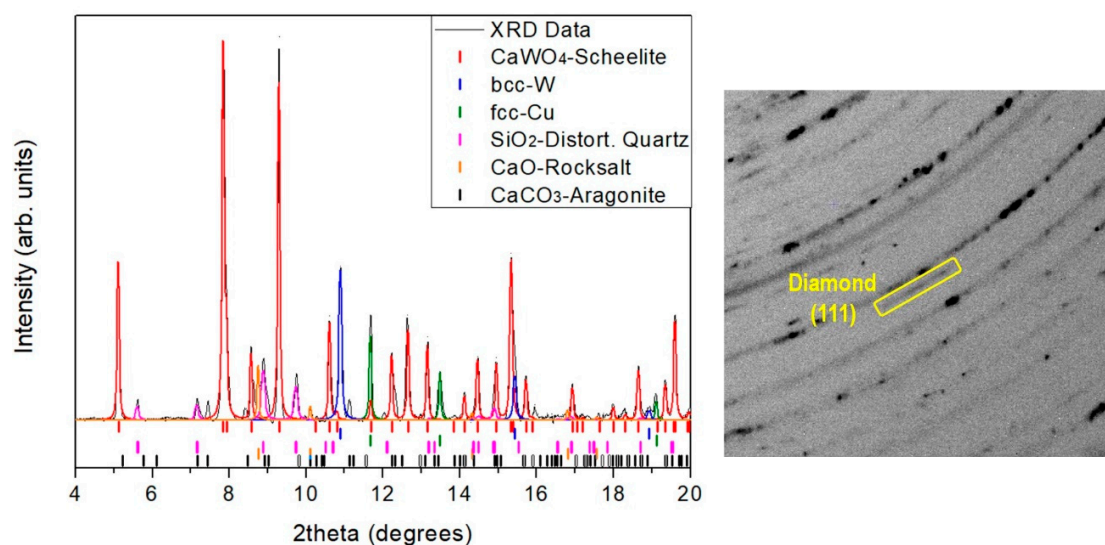 XRD Data
CaWO4-Scheelite
bcc-W
fcc-Cu
SiO2-Distort. Quartz
CaO-Rocksalt
CaCO3-Aragonite
Intensity (arb. units)
4 6 8 10 12 14 16 18 20
2theta (degrees)
Diamond
(111)